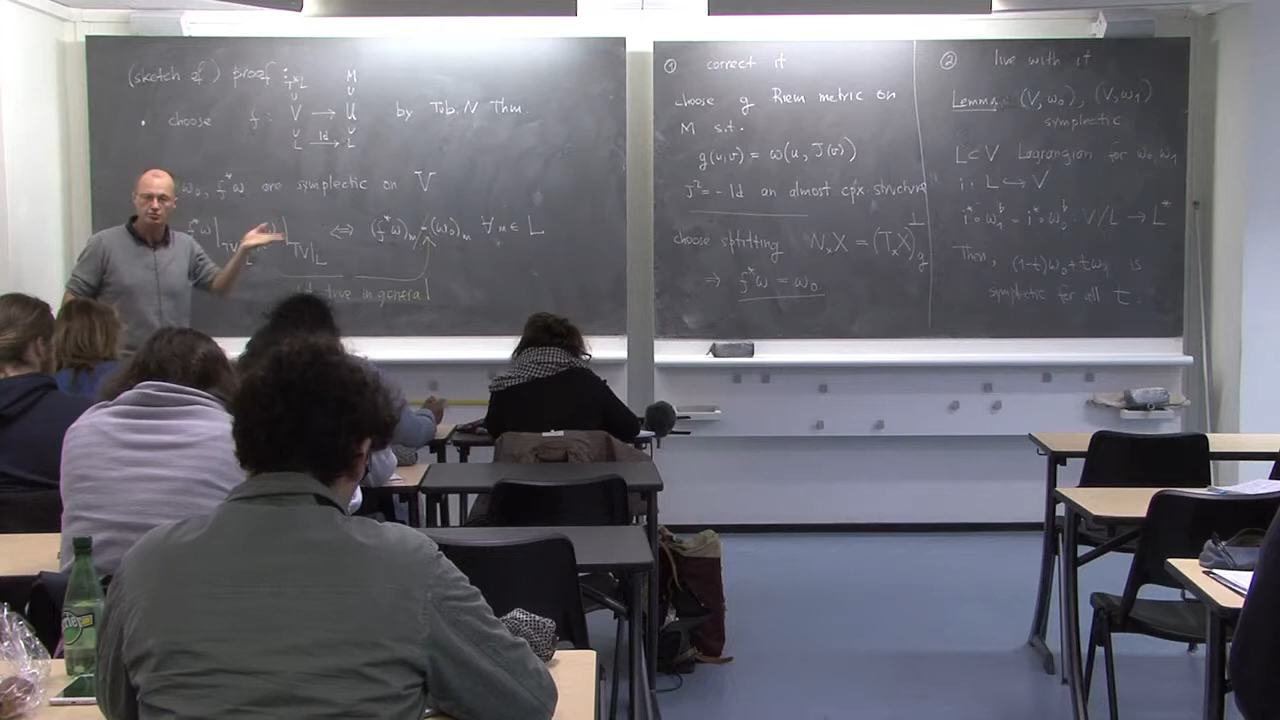 (sketch of) proof :
T*L M
∪ ∪
• choose f : V → U by Tub. N Thm.
∪ ∪
L —Id→ L
ω₀, f*ω are symplectic on V
f*ω|TV|L |TV|L ⇔ (f*ω)ₘ = (ω₀)ₘ ∀ m ∈ L
true in general
① correct it
choose g Riem metric on
M s.t.
g(u,v) = ω(u, J(v))
J² = - Id an almost cpx. structure
choose splitting NₓX = (TₓX)⊥g
⇒ f*ω = ω₀
② live with it
Lemma (V, ω₀), (V, ω₁)
symplectic
L ⊂ V Lagrangian for ω₀, ω₁
i : L ↪ V
i*∘ω₁♭ = i*∘ω₀♭ : V/L → L*
Then, (1-t)ω₀ + tω₁ is
symplectic for all t.
Perrier